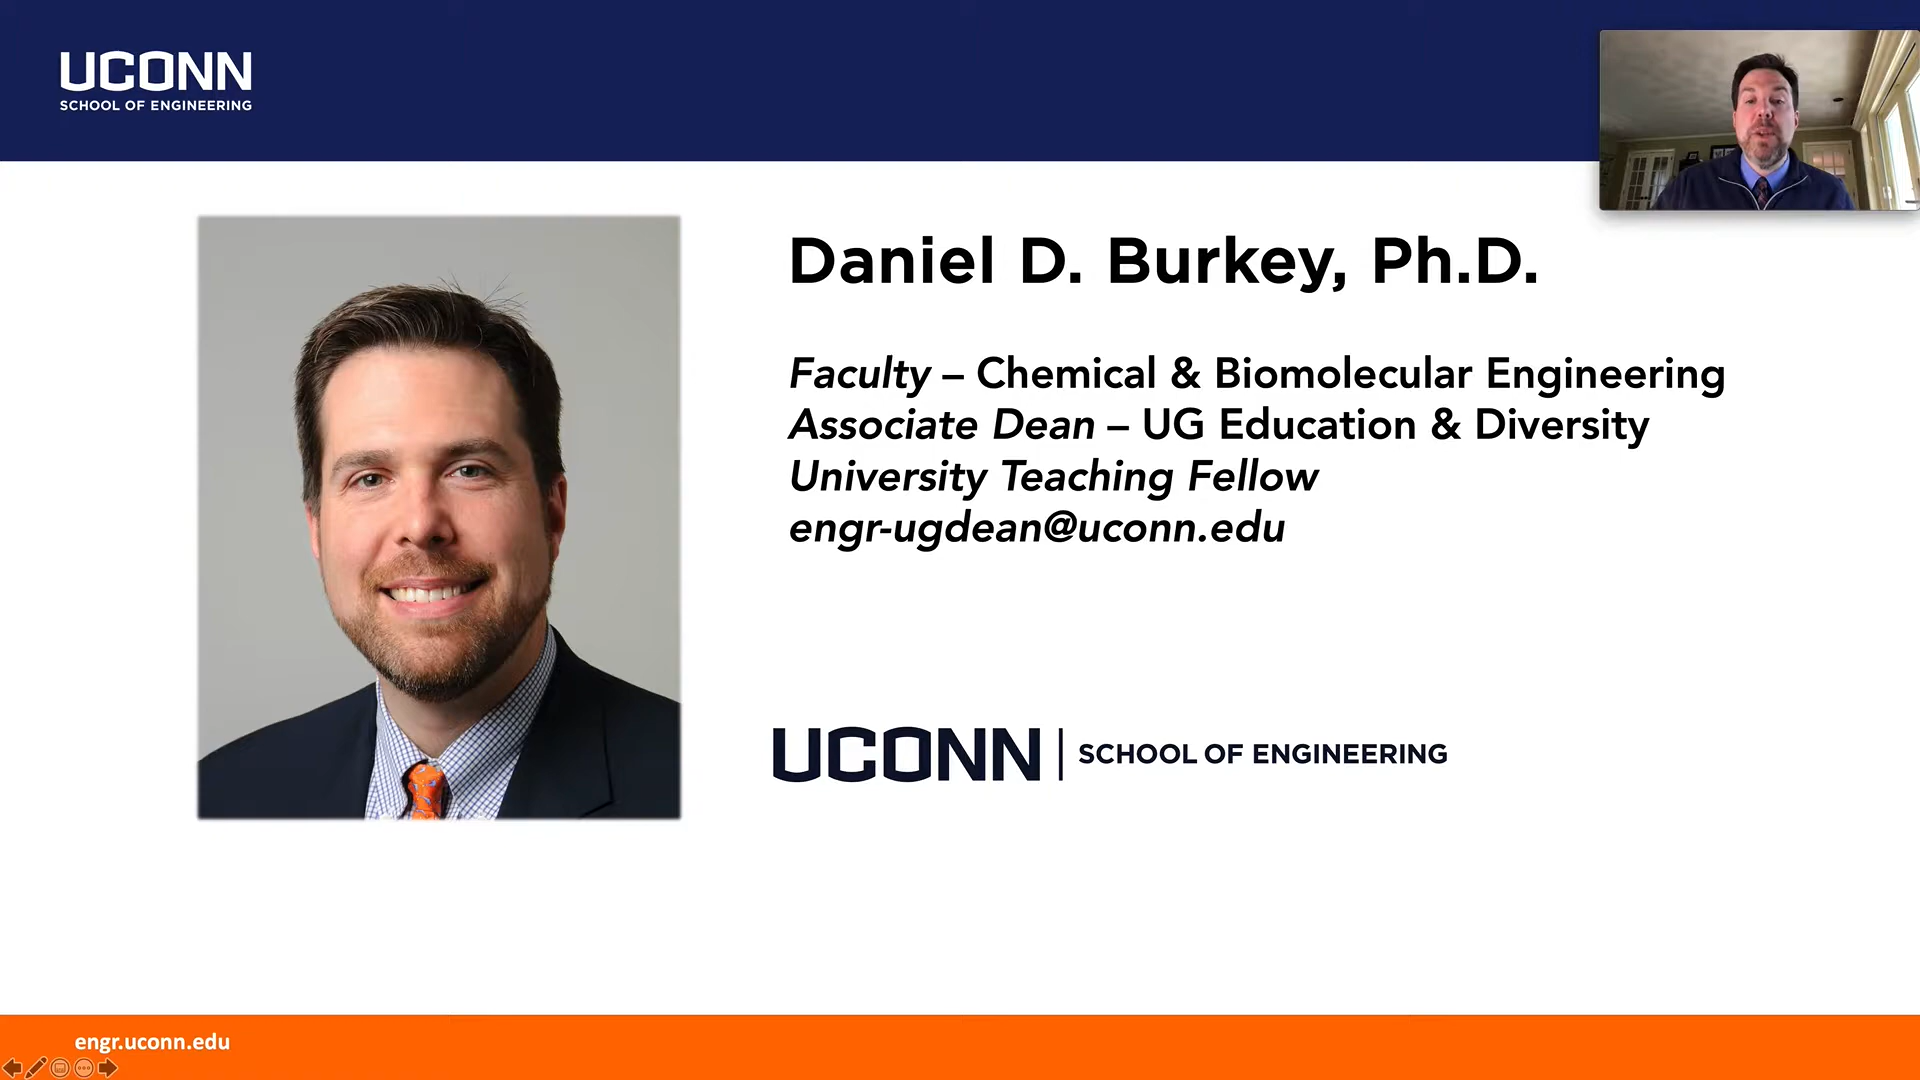 UCONN
SCHOOL OF ENGINEERING
Daniel D. Burkey, Ph.D.
Faculty – Chemical & Biomolecular Engineering
Associate Dean – UG Education & Diversity
University Teaching Fellow
engr-ugdean@uconn.edu
UCONN | SCHOOL OF ENGINEERING
engr.uconn.edu